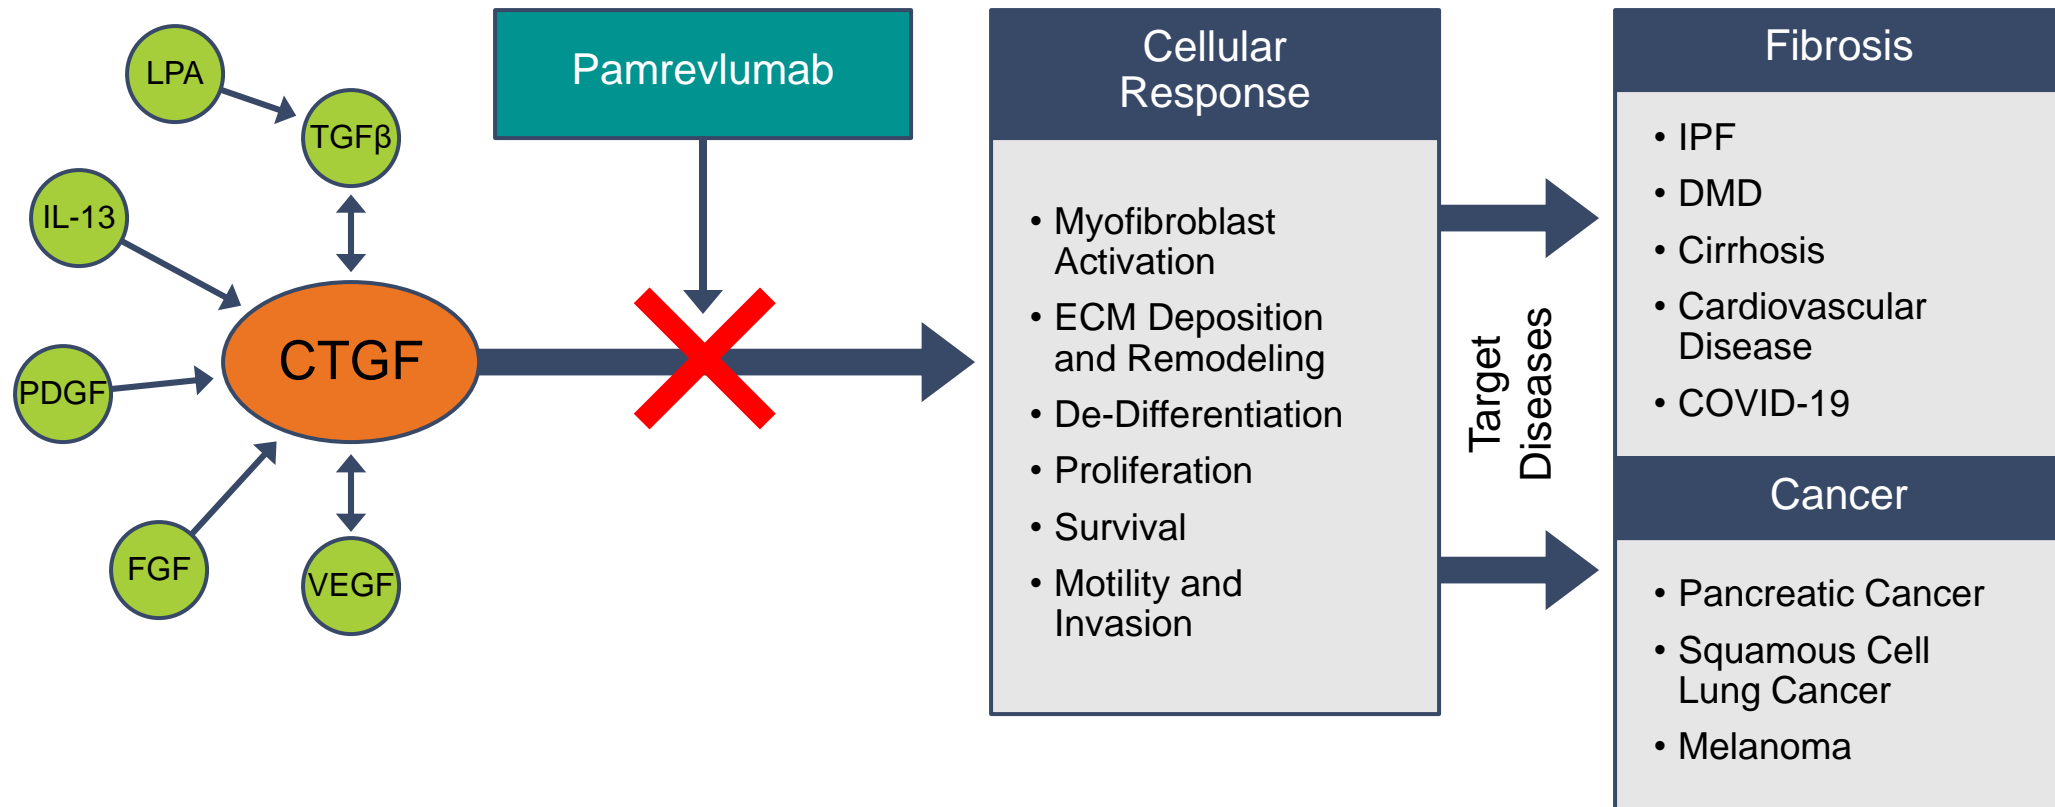 LPA
TGFβ
IL-13
CTGF
PDGF
FGF
VEGF
Pamrevlumab
Cellular
Response
• Myofibroblast
Activation
• ECM Deposition
and Remodeling
• De-Differentiation
• Proliferation
• Survival
• Motility and
Invasion
Target
Diseases
Fibrosis
• IPF
• DMD
• Cirrhosis
• Cardiovascular
Disease
• COVID-19
Cancer
• Pancreatic Cancer
• Squamous Cell
Lung Cancer
• Melanoma